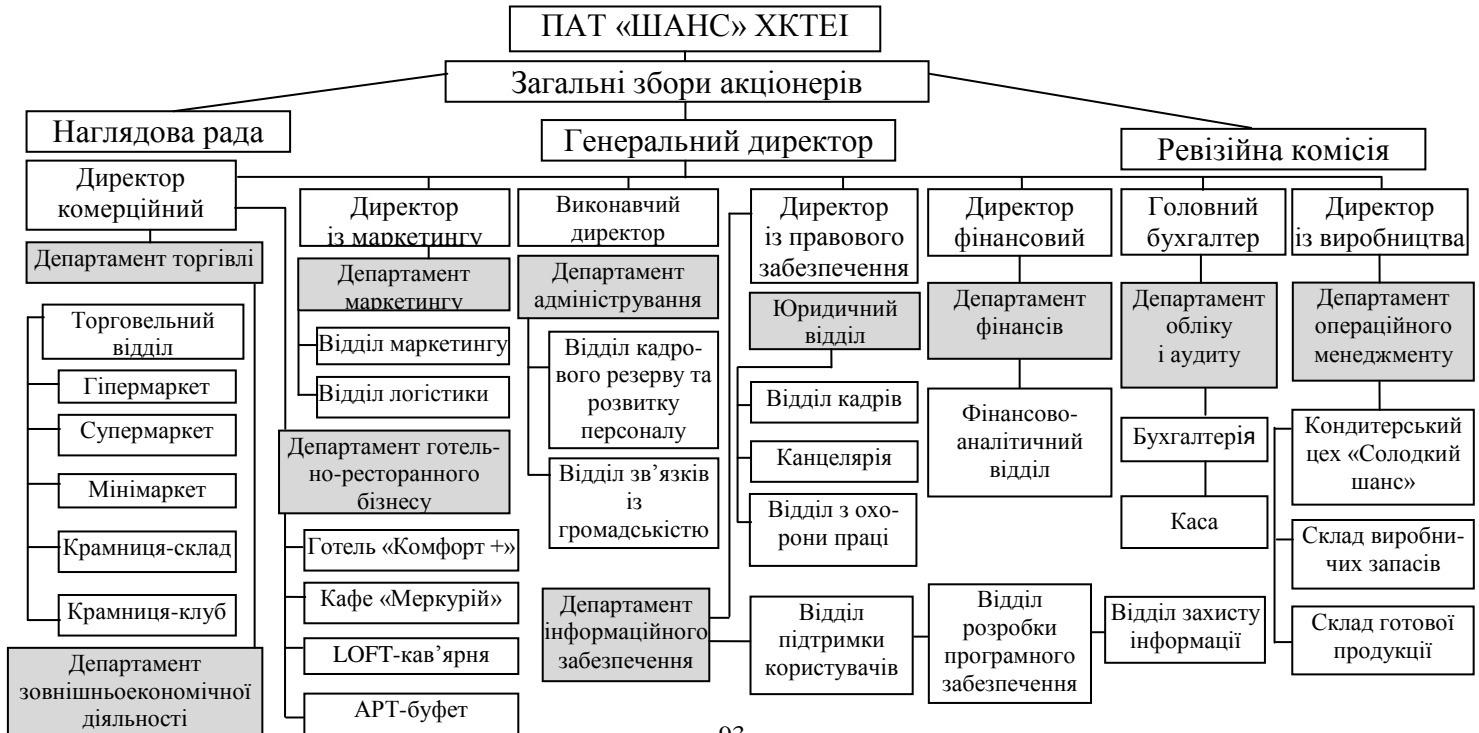 ПАТ «ШАНС» ХКТЕІ
Загальні збори акціонерів
Наглядова рада
Генеральний директор
Ревізійна комісія
Директор
комерційний
Директор
із маркетингу
Виконавчий
директор
Директор
із правового
забезпечення
Директор
фінансовий
Головний
бухгалтер
Директор
із виробництва
Департамент торгівлі
Департамент
маркетингу
Департамент
адміністрування
Юридичний
відділ
Департамент
фінансів
Департамент
обліку
і аудиту
Департамент
операційного
менеджменту
Торговельний
відділ
Гіпермаркет
Супермаркет
Мінімаркет
Крамниця-склад
Крамниця-клуб
Департамент
зовнішньоекономічної
діяльності
Відділ маркетингу
Відділ логістики
Департамент готель-
но-ресторанного
бізнесу
Готель «Комфорт +»
Кафе «Меркурій»
LOFT-кав’ярня
АРТ-буфет
Відділ кадро-
вого резерву та
розвитку
персоналу
Відділ зв’язків
із
громадськістю
Відділ кадрів
Канцелярія
Відділ з охо-
рони праці
Фінансово-
аналітичний
відділ
Бухгалтерія
Каса
Кондитерський
цех «Солодкий
шанс»
Склад виробни-
чих запасів
Склад готової
продукції
Департамент
інформаційного
забезпечення
Відділ
підтримки
користувачів
Відділ
розробки
програмного
забезпечення
Відділ захисту
інформації